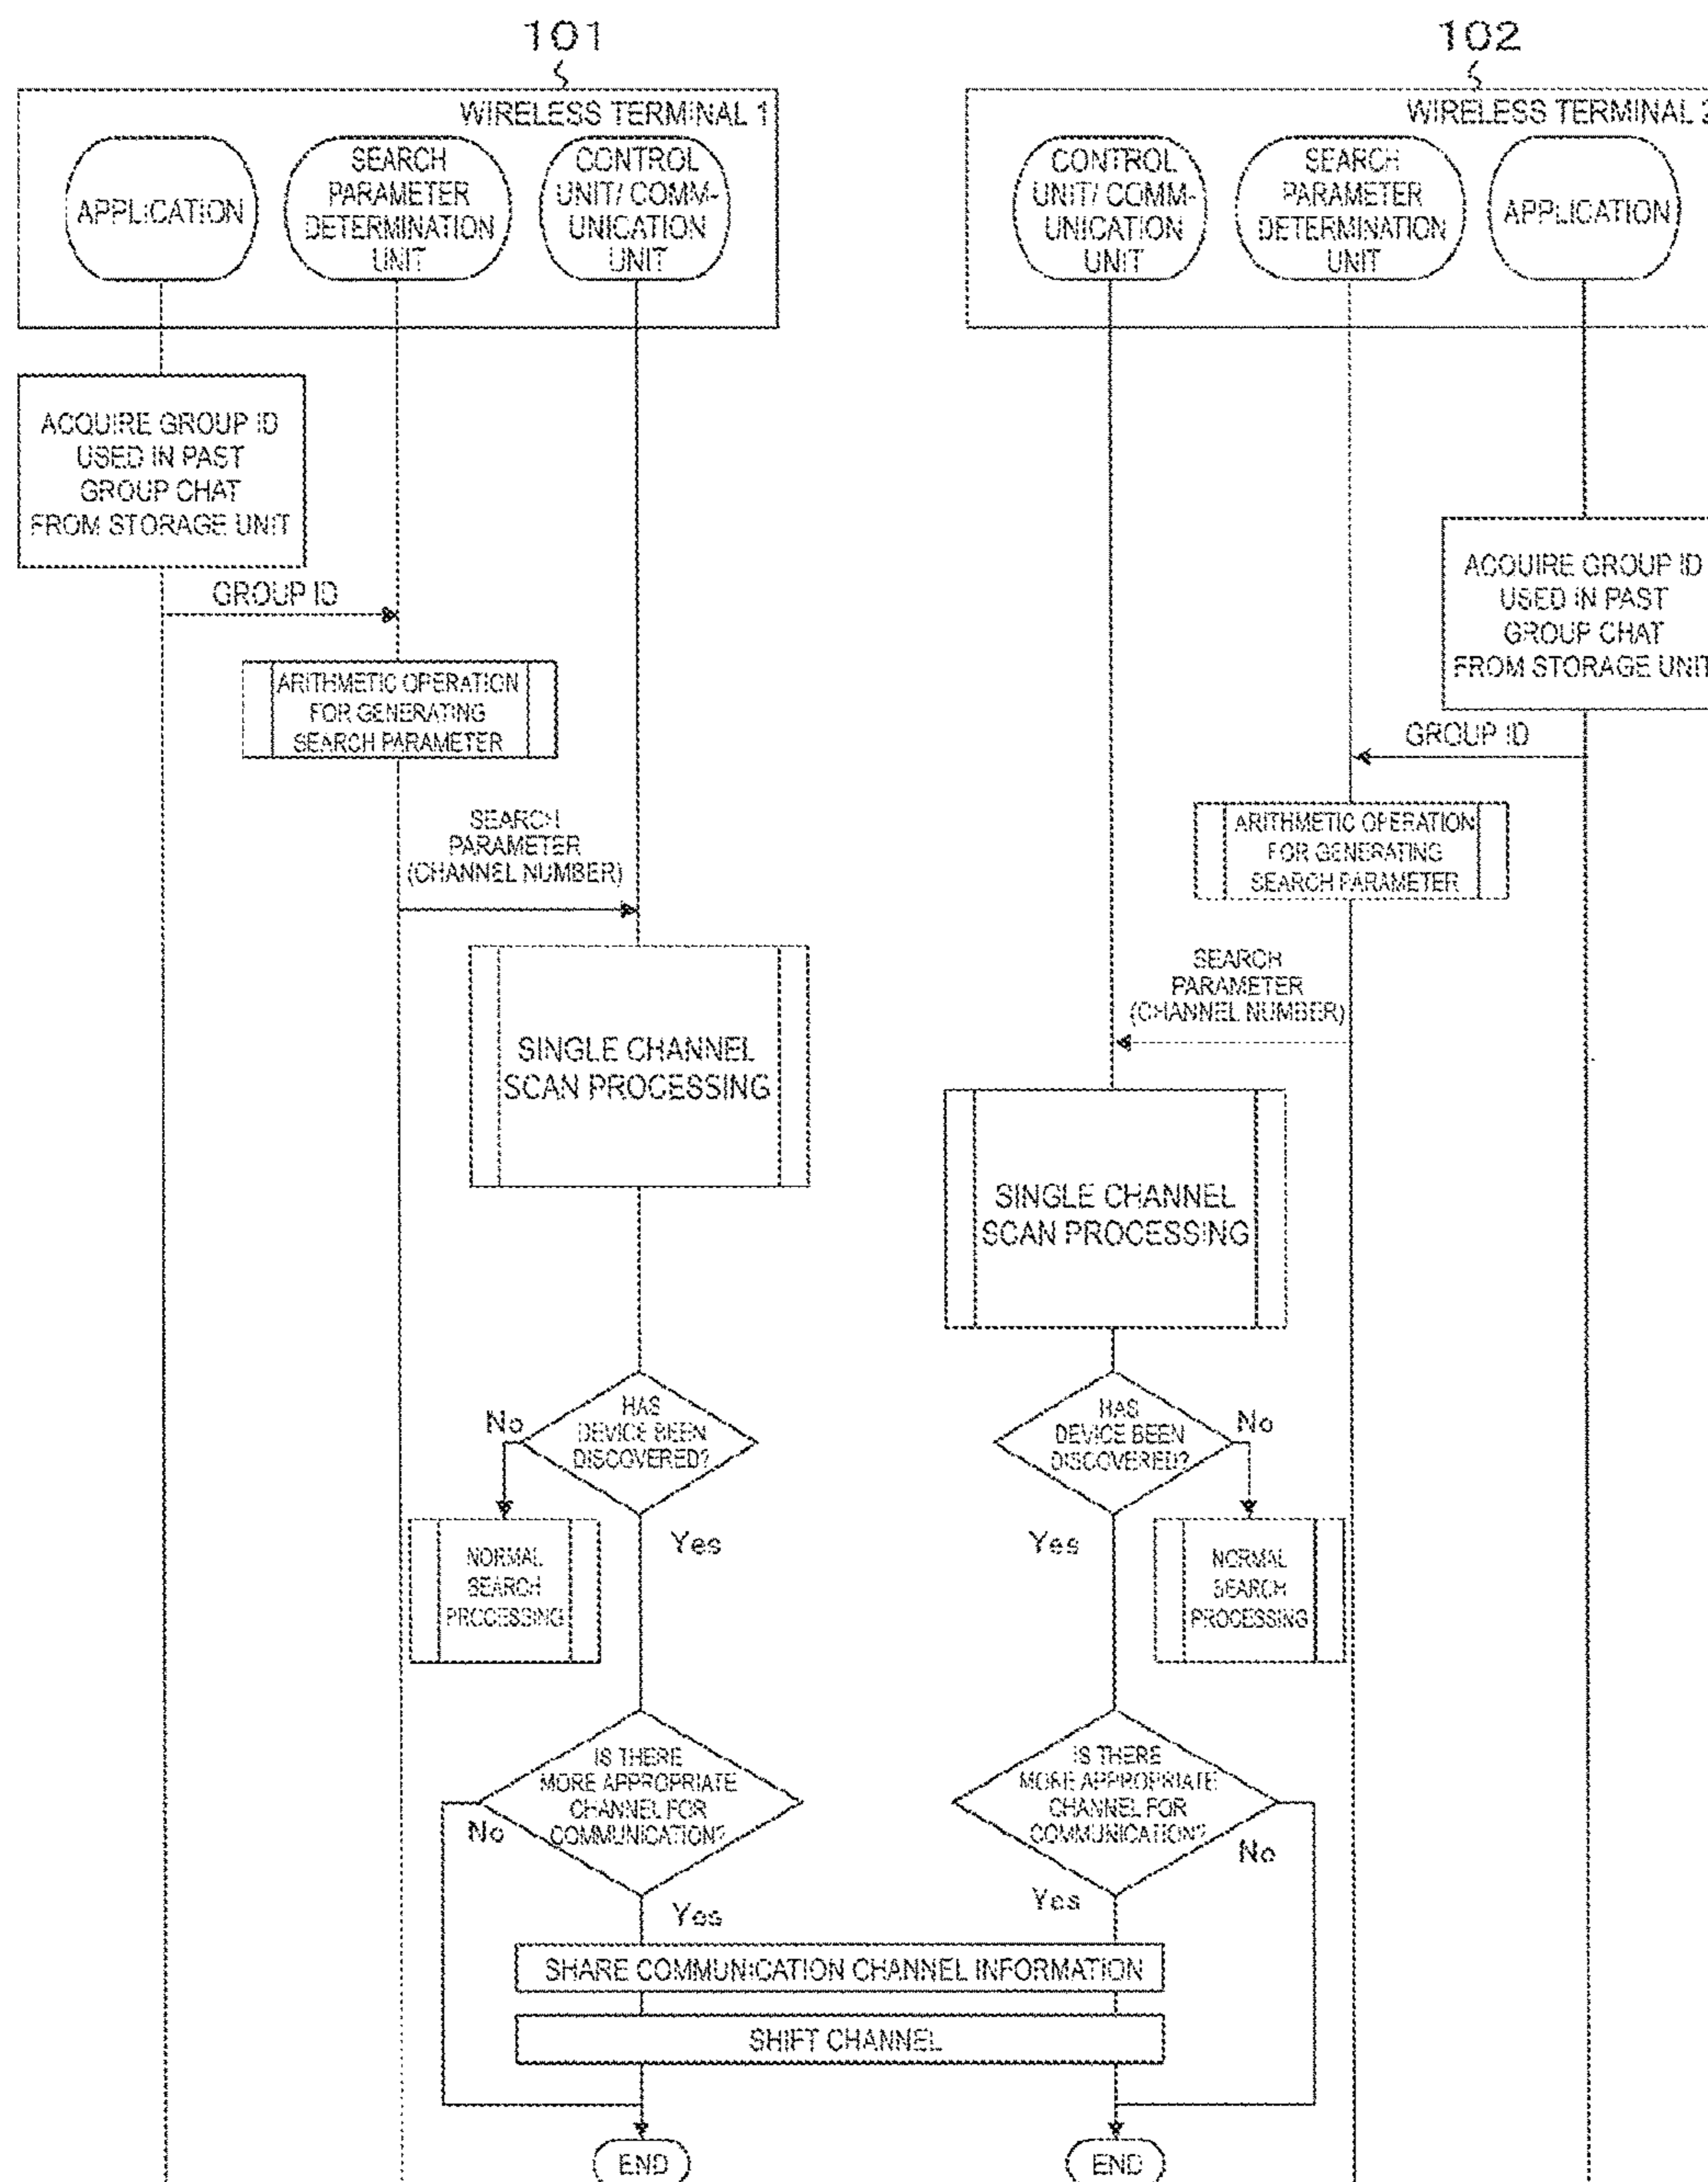 101
102
WIRELESS TERMINAL 1
WIRELESS TERMINAL 2
APPLICATION
SEARCH
PARAMETER
DETERMINATION
UNIT
CONTROL
UNIT/ COMM-
UNICATION
UNIT
CONTROL
UNIT/ COMM-
UNICATION
UNIT
SEARCH
PARAMETER
DETERMINATION
UNIT
APPLICATION
ACQUIRE GROUP ID
USED IN PAST
GROUP CHAT
FROM STORAGE UNIT
ACQUIRE GROUP ID
USED IN PAST
GROUP CHAT
FROM STORAGE UNIT
GROUP ID
ARITHMETIC OPERATION
FOR GENERATING
SEARCH PARAMETER
GROUP ID
ARITHMETIC OPERATION
FOR GENERATING
SEARCH PARAMETER
SEARCH
PARAMETER
(CHANNEL NUMBER)
SEARCH
PARAMETER
(CHANNEL NUMBER)
SINGLE CHANNEL
SCAN PROCESSING
SINGLE CHANNEL
SCAN PROCESSING
HAS
DEVICE BEEN
DISCOVERED?
No
Yes
HAS
DEVICE BEEN
DISCOVERED?
No
Yes
NORMAL
SEARCH
PROCESSING
NORMAL
SEARCH
PROCESSING
IS THERE
MORE APPROPRIATE
CHANNEL FOR
COMMUNICATION?
No
Yes
IS THERE
MORE APPROPRIATE
CHANNEL FOR
COMMUNICATION?
No
Yes
SHARE COMMUNICATION CHANNEL INFORMATION
SHIFT CHANNEL
END
END